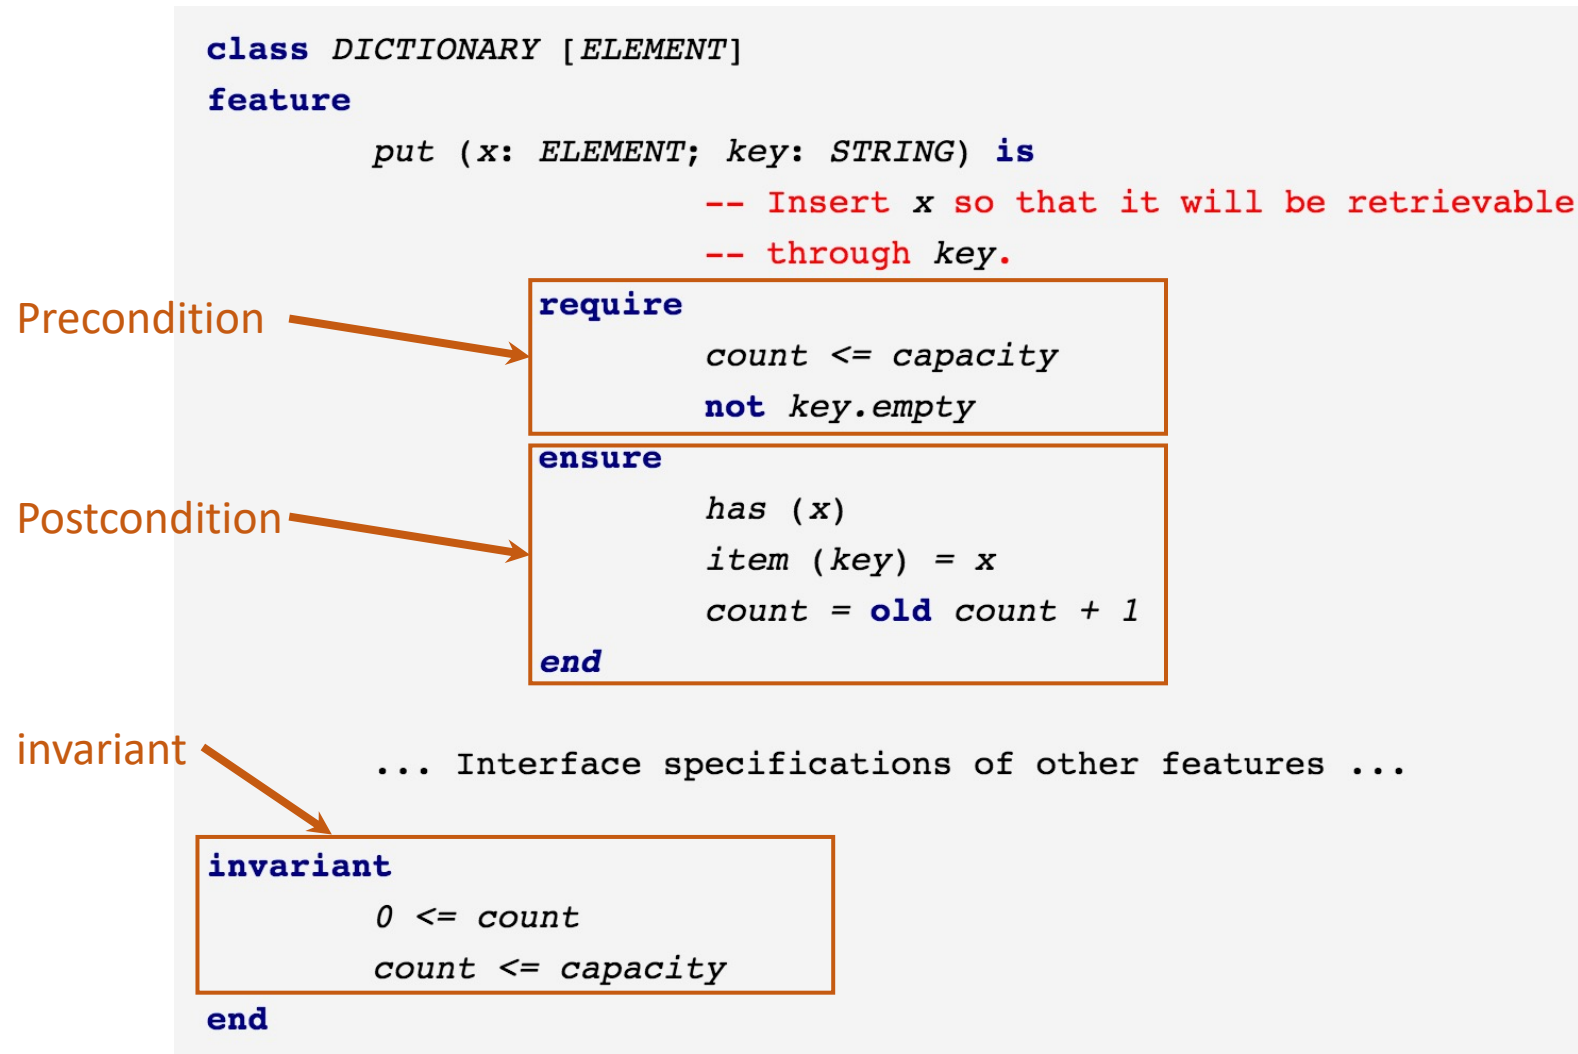 class DICTIONARY [ELEMENT]
feature
put (x: ELEMENT; key: STRING) is
-- Insert x so that it will be retrievable
-- through key.
Precondition
require
count <= capacity
not key.empty
Postcondition
ensure
has (x)
item (key) = x
count = old count + 1
end
invariant
... Interface specifications of other features ...
invariant
0 <= count
count <= capacity
end